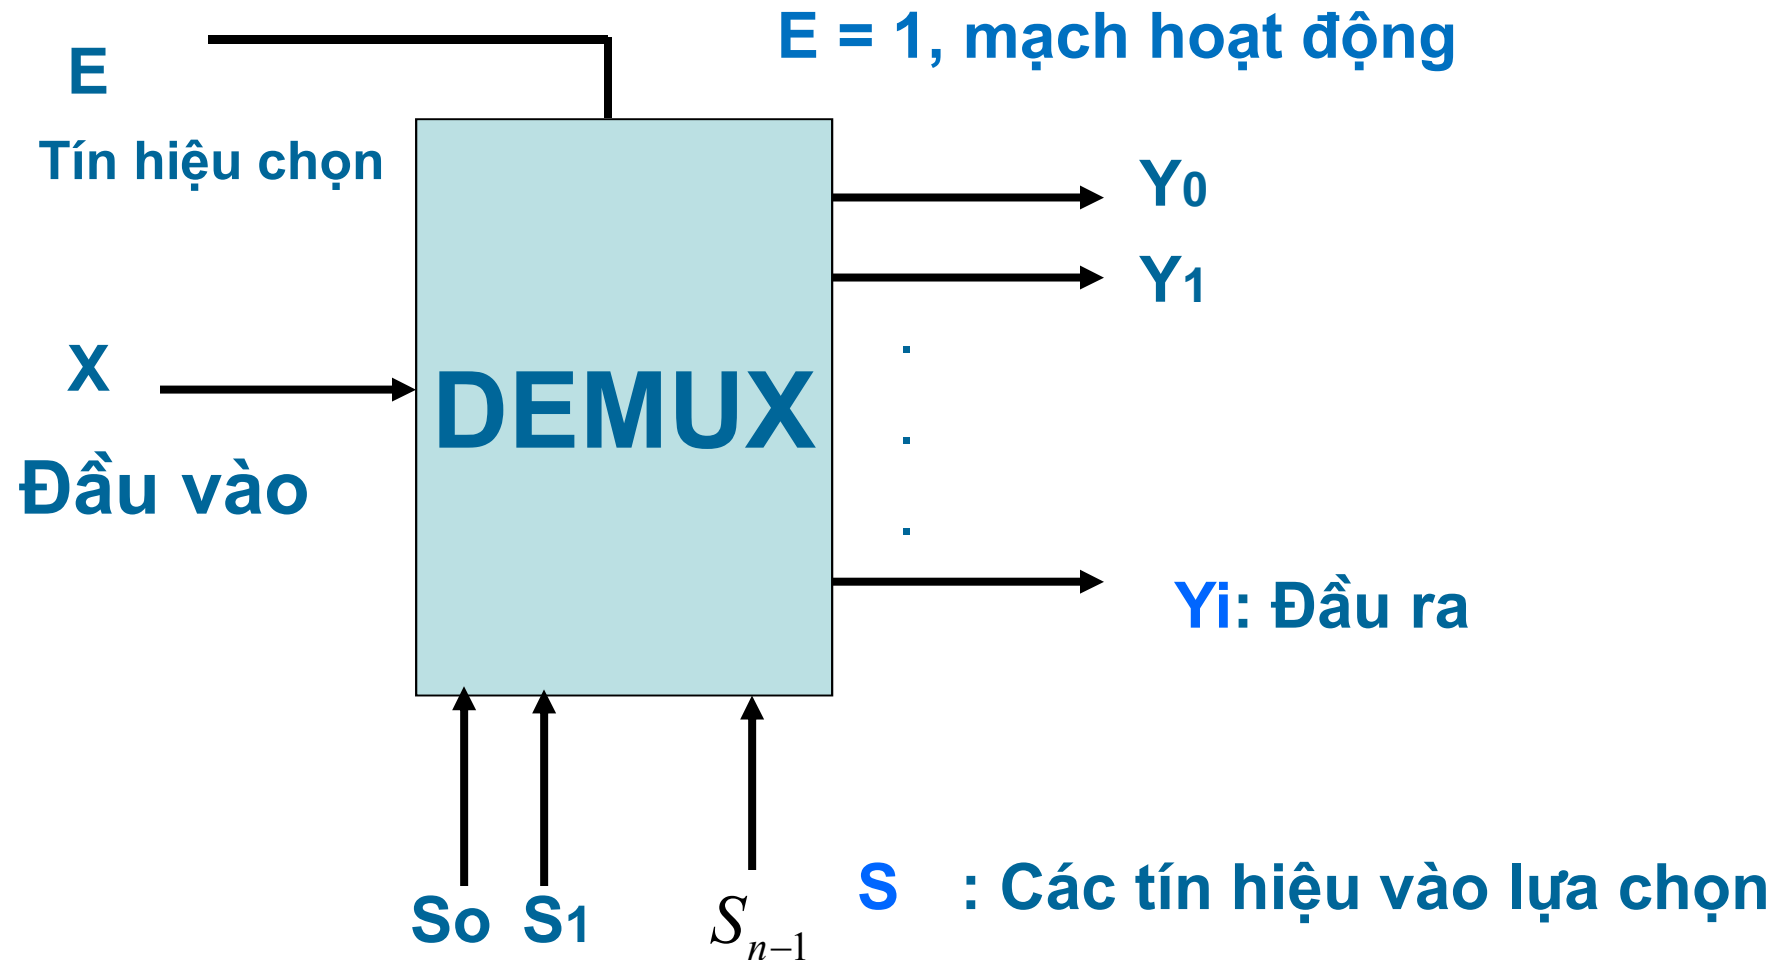 E = 1, mạch hoạt động
E
Tín hiệu chọn
Y0
Y1
X
DEMUX
Đầu vào
.
.
.
Yi: Đầu ra
S : Các tín hiệu vào lựa chọn
So S1 Sn−1